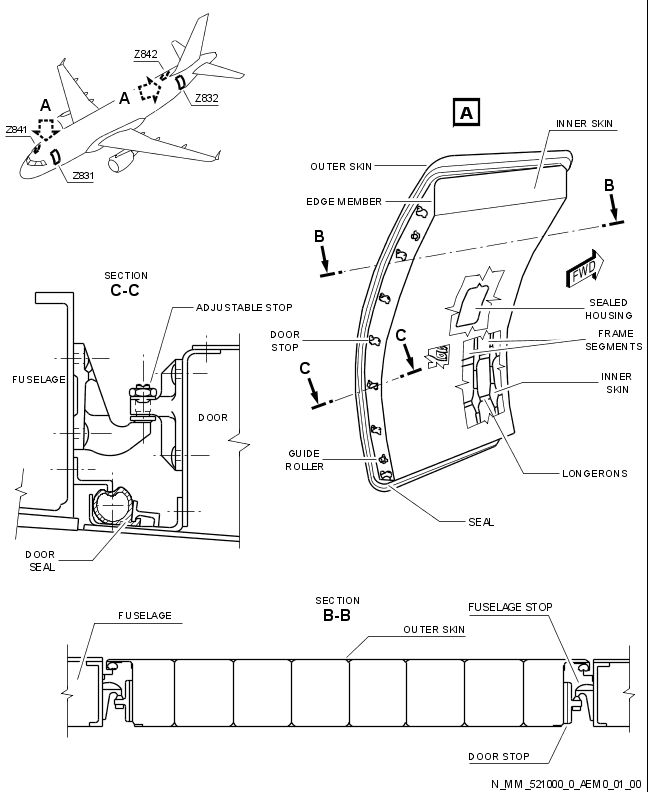 Z842
A
A
Z832
Z841
Z831
A
INNER SKIN
OUTER SKIN
EDGE MEMBER
B
B
FWD
SECTION
C-C
ADJUSTABLE STOP
SEALED
HOUSING
DOOR
STOP
C
FRAME
SEGMENTS
C
FUSELAGE
INNER
SKIN
DOOR
GUIDE
ROLLER
LONGERONS
SEAL
DOOR
SEAL
SECTION
B-B
FUSELAGE STOP
FUSELAGE
OUTER SKIN
DOOR STOP
N_MM_521000_0_AEM0_01_00